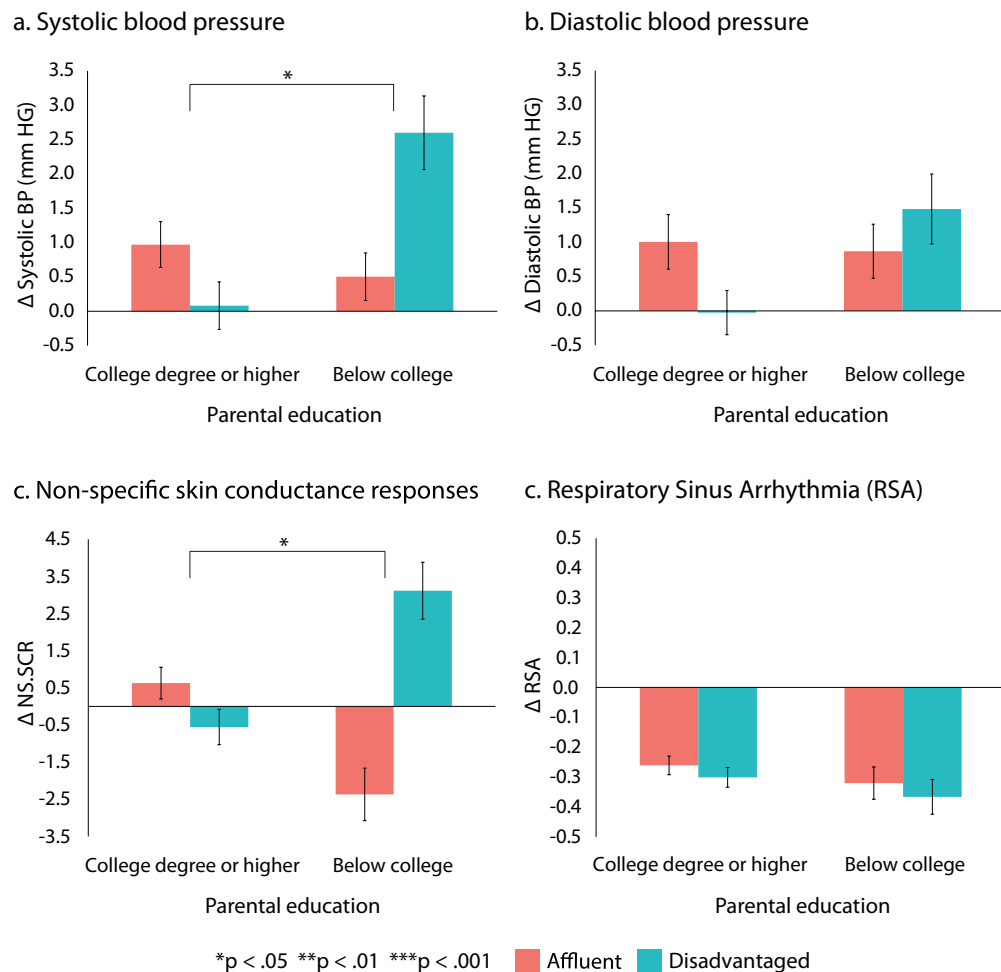 a. Systolic blood pressure
3.5
3.0
2.5
2.0
1.5
1.0
0.5
0.0
-0.5
Δ Systolic BP (mm HG)
*
College degree or higher Below college
Parental education
b. Diastolic blood pressure
3.5
3.0
2.5
2.0
1.5
1.0
0.5
0.0
-0.5
Δ Diastolic BP (mm HG)
College degree or higher Below college
Parental education
c. Non-specific skin conductance responses
4.5
3.5
2.5
1.5
0.5
-0.5
-1.5
-2.5
-3.5
Δ NS.SCR
*
College degree or higher Below college
Parental education
c. Respiratory Sinus Arrhythmia (RSA)
0.5
0.4
0.3
0.2
0.1
0.0
-0.1
-0.2
-0.3
-0.4
-0.5
Δ RSA
College degree or higher Below college
Parental education
*p < .05 **p < .01 ***p < .001 Affluent Disadvantaged